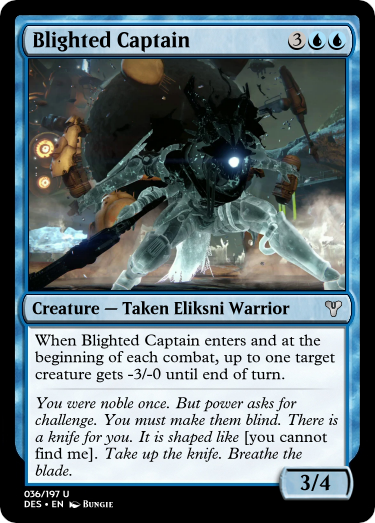 Blighted Captain 3
Creature — Taken Eliksni Warrior
When Blighted Captain enters and at the
beginning of each combat, up to one target
creature gets -3/-0 until end of turn.
You were noble once. But power asks for
challenge. You must make them blind. There is
a knife for you. It is shaped like [you cannot
find me]. Take up the knife. Breathe the
blade.
3/4
036/197 U
DES • EN Bungie